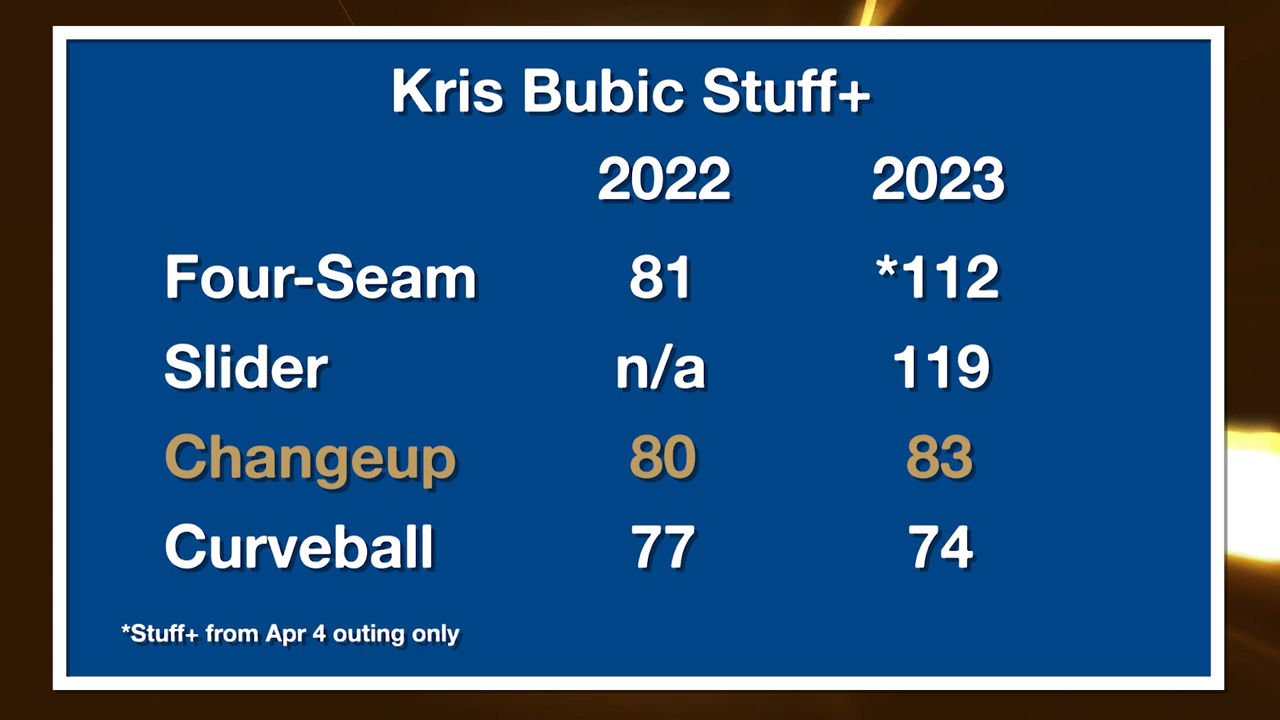 Kris Bubic Stuff+
2022 2023
Four-Seam 81 *112
Slider n/a 119
Changeup 80 83
Curveball 77 74
*Stuff+ from Apr 4 outing only